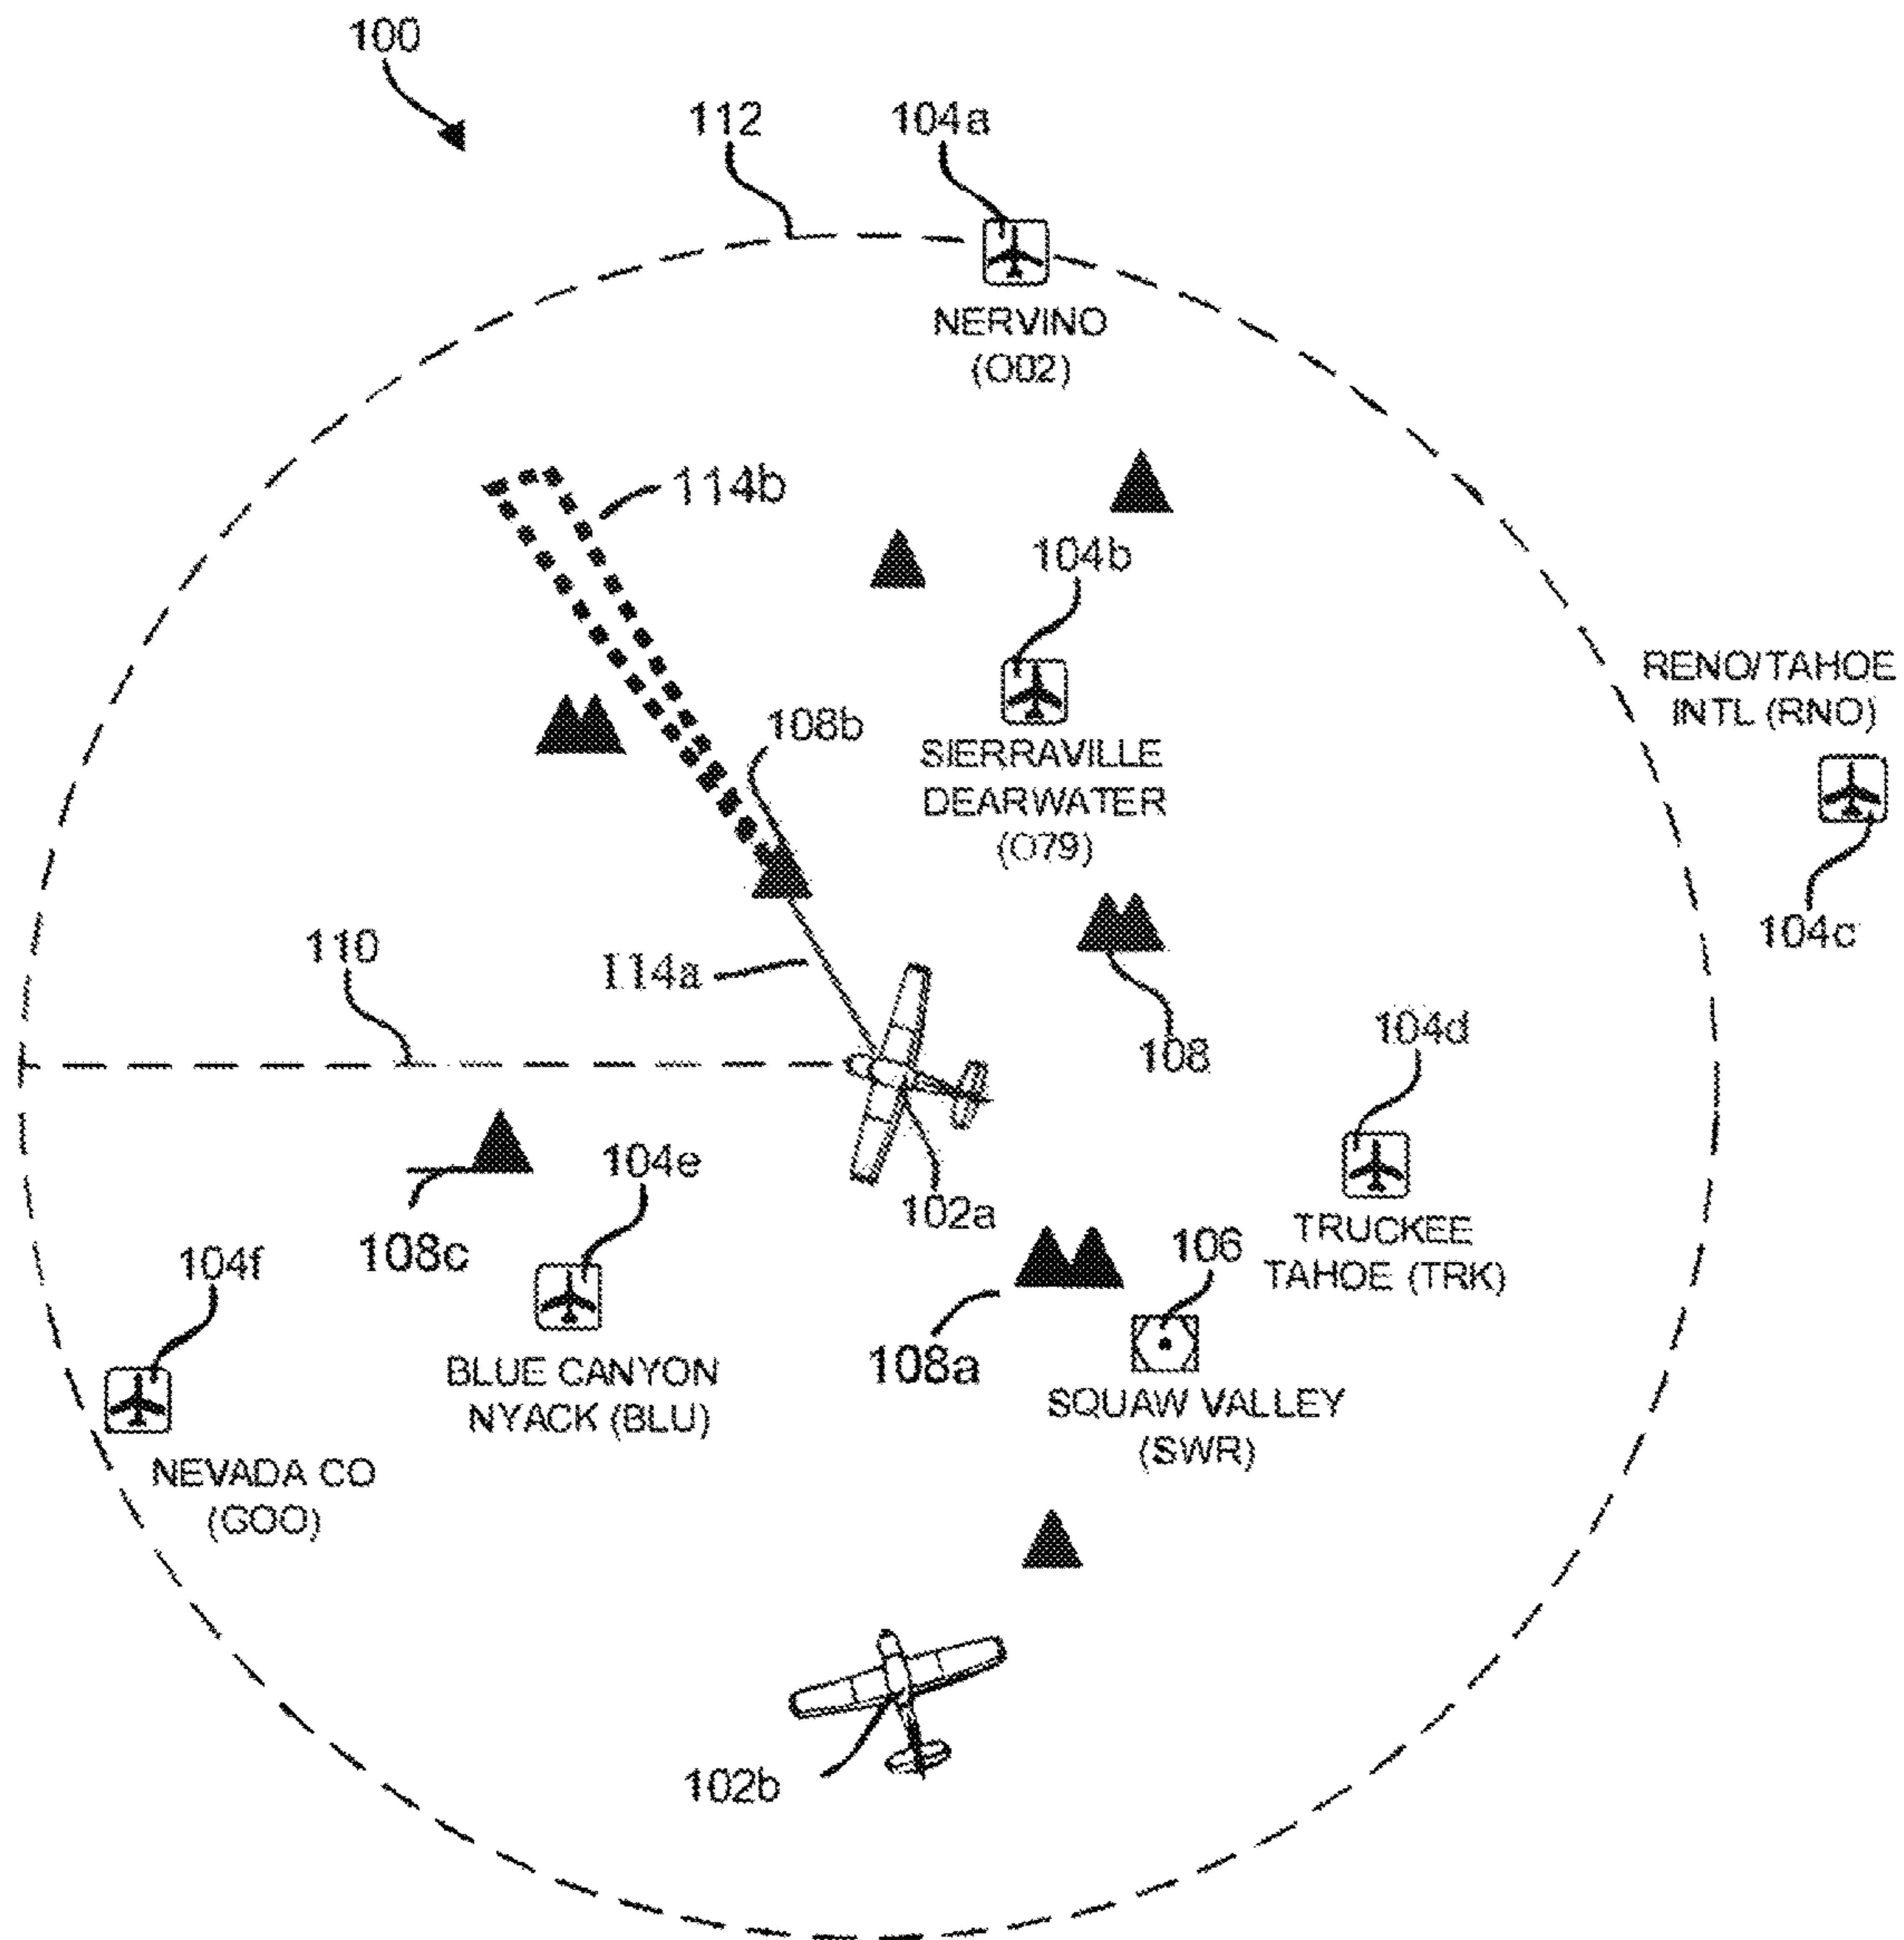 100
112
104a
NERVINO
(O02)
114b
104b
108b
SIERRAVILLE
DEARWATER
(O79)
RENO/TAHOE
INTL (RNO)
104c
110
114a
108
104d
102a
104e
108c
104f
106
TRUCKEE
TAHOE (TRK)
108a
BLUE CANYON
NYACK (BLU)
SQUAW VALLEY
(SWR)
NEVADA CO
(GOO)
102b